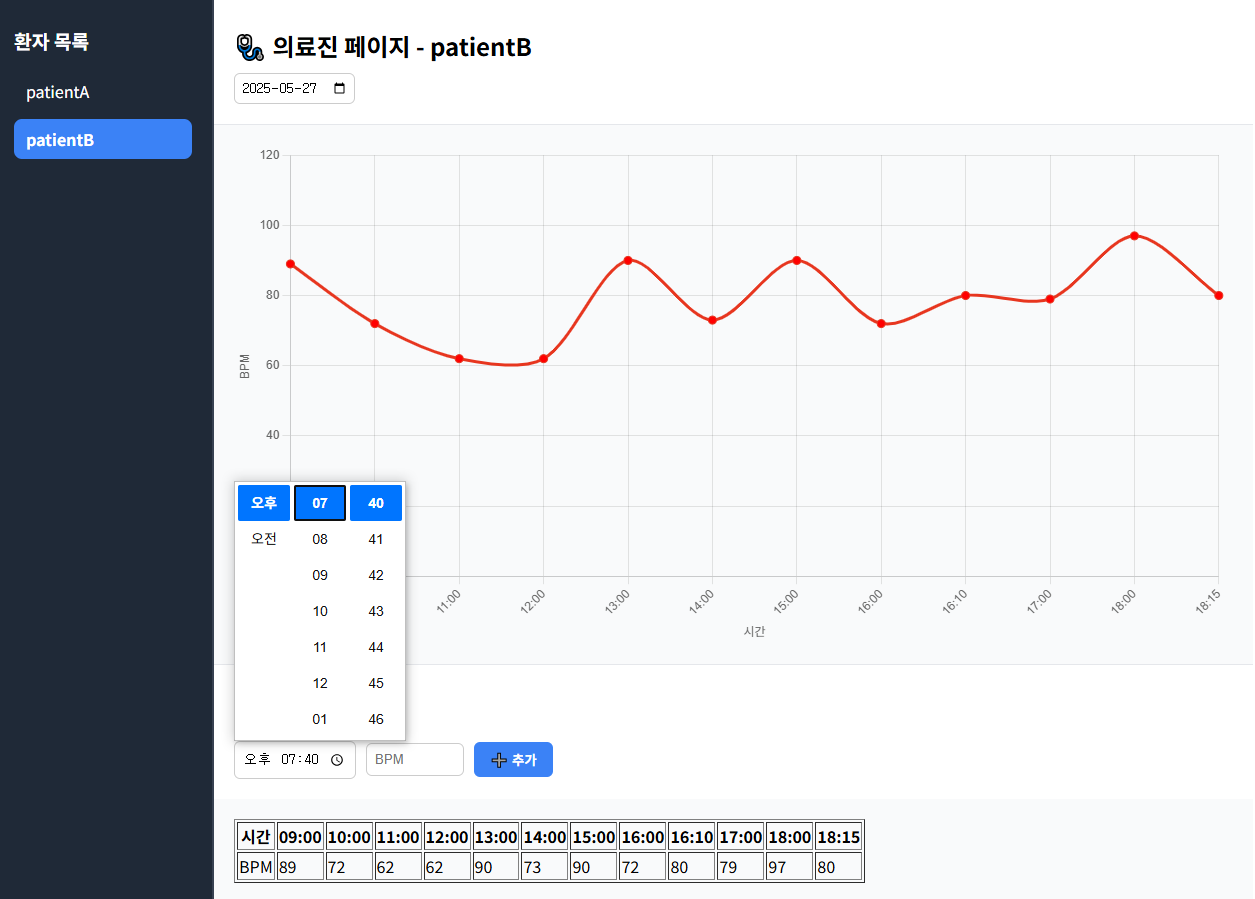 환자 목록
patientA
patientB
🩺 의료진 페이지 - patientB
2025-05-27
120
100
80
60
40
BPM
11:00 12:00 13:00 14:00 15:00 16:00 16:10 17:00 18:00 18:15
시간
오후 07 40
오전 08 41
09 42
10 43
11 44
12 45
01 46
오후 07:40 BPM ➕ 추가
시간 09:00 10:00 11:00 12:00 13:00 14:00 15:00 16:00 16:10 17:00 18:00 18:15
BPM 89 72 62 62 90 73 90 72 80 79 97 80